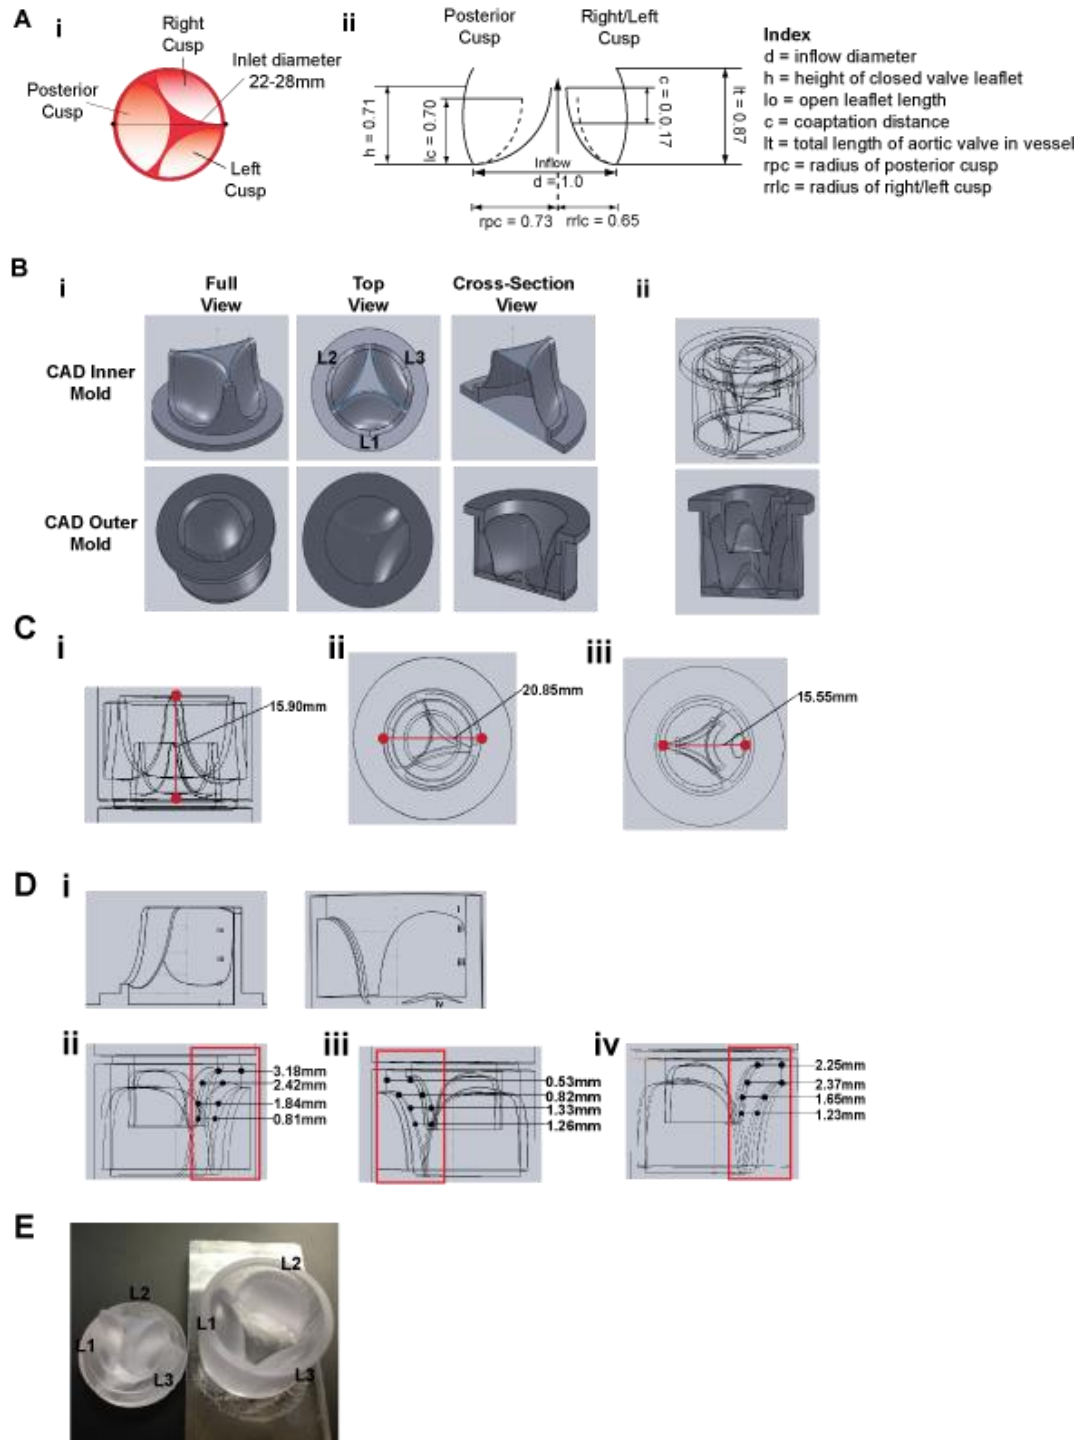 A
i
Right
Cusp
Inlet diameter
22-28mm
Posterior
Cusp
Left
Cusp
ii
Posterior
Cusp
Right/Left
Cusp
h = 0.71
lc = 0.70
c = 0.0.17
lt = 0.87
Inflow
d = 1.0
rpc = 0.73
rrlc = 0.65
Index
d = inflow diameter
h = height of closed valve leaflet
lo = open leaflet length
c = coaptation distance
lt = total length of aortic valve in vessel
rpc = radius of posterior cusp
rrlc = radius of right/left cusp
B
i
Full
View
Top
View
Cross-Section
View
ii
CAD Inner
Mold
L2
L3
L1
CAD Outer
Mold
C
i
15.90mm
ii
20.85mm
iii
15.55mm
D
i
ii
iii
i
ii
iii
iv
ii
3.18mm
2.42mm
1.84mm
0.81mm
iii
0.53mm
0.82mm
1.33mm
1.26mm
iv
2.25mm
2.37mm
1.65mm
1.23mm
E
L2
L1
L3
L2
L1
L3